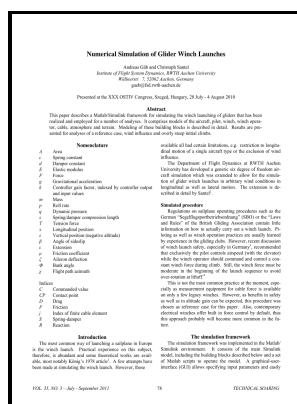 Numerical Simulation of Glider Winch Launches
Andreas Gäb and Christoph Santel
Institute of Flight System Dynamics, RWTH Aachen University
Wüllnerstr. 7, 52062 Aachen, Germany
gaeb@fsd.rwth-aachen.de
Presented at the XXX OSTIV Congress, Szeged, Hungary, 28 July - 4 August 2010
Abstract
This paper describes a Matlab/Simulink framework for simulating the winch launching of gliders that has been
realized and employed for a number of analyses. It comprises models of the aircraft, pilot, winch, winch opera-
tor, cable, atmosphere and terrain. Modeling of these building blocks is described in detail. Results are pre-
sented for analyses of a reference case, wind influence and overly steep initial climbs.
Nomenclature
A Area
c Spring constant
d Damper constant
E Elastic modulus
F Force
g Gravitational acceleration
k Controller gain factor, indexed by controller output
and input values
m Mass
p Roll rate
q Dynamic pressure
s Spring-damper compression length
T Tension force
x Longitudinal position
z Vertical position (negative altitude)
β Angle of sideslip
ε Extension
μ Friction coefficient
ζ Aileron deflection
Φ Bank angle
χ Flight path azimuth
Indices
C Commanded value
CP Contact point
D Drag
F Friction
j Index of finite cable element
s Spring-damper
R Reaction
Introduction
The most common way of launching a sailplane in Europe
is the winch launch. Practical experience on this subject,
therefore, is abundant and some theoretical works are avail-
able, most notably König's 1978 article¹. A few attempts have
been made at simulating the winch launch. However, those
available all had certain limitations, e.g. restriction to longitu-
dinal motion of a single aircraft type or the exclusion of wind
influence.
The Department of Flight Dynamics at RWTH Aachen
University has developed a generic six degree of freedom air-
craft simulation which was extended to allow for the simula-
tion of glider winch launches in arbitrary wind conditions in
longitudinal as well as lateral motion. The extension is de-
scribed in detail by Santel².
Simulated procedure
Regulations on sailplane operating procedures such as the
German "Segelflugsportbetriebsordnung" (SBO) or the "Laws
and Rules" of the British Gliding Association contain little
information on how to actually carry out a winch launch. Pi-
loting as well as winch operation practices are usually learned
by experience in the gliding clubs. However, recent discussion
of winch launch safety, especially in Germany, recommended
that exclusively the pilot controls airspeed (with the elevator)
while the winch operator should command and control a con-
stant winch force during climb. Still, the winch force must be
moderate in the beginning of the launch sequence to avoid
over-rotation at liftoff.
This is not the most common practice at the moment, espe-
cially as measurement equipment for cable force is available
on only a few legacy winches. However, as benefits in safety
as well as in altitude gain can be expected, this procedure was
chosen as reference case for this paper. Also, contemporary
electrical winches offer built-in force control by default, thus
this approach probably will become more common in the fu-
ture.
The simulation framework
The simulation framework was implemented in the Matlab/
Simulink environment. It consists of the main Simulink
model, including the building blocks described below and a set
of Matlab scripts to operate the model. A graphical-user-
interface (GUI) allows specifying input parameters and easily
VOL. 35, NO. 3 – July - September 2011
78
TECHNICAL SOARING